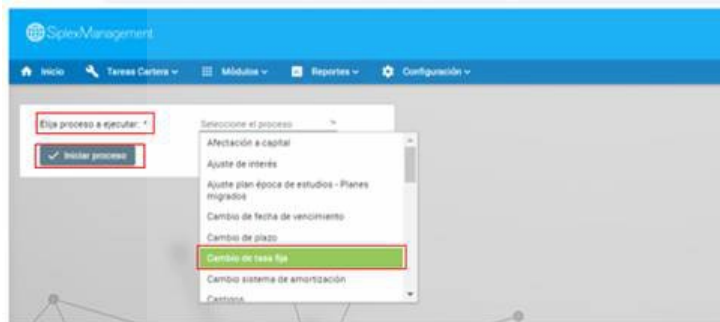 SiplexManagement
Inicio Tareas Cartera Módulos Reportes Configuración
Elija proceso a ejecutar: * Seleccione el proceso
Iniciar proceso
Afectación a capital
Ajuste de interés
Ajuste plan época de estudios - Planes
migrados
Cambio de fecha de vencimiento
Cambio de plazo
Cambio de tasa fija
Cambio sistema de amortización
Castigos